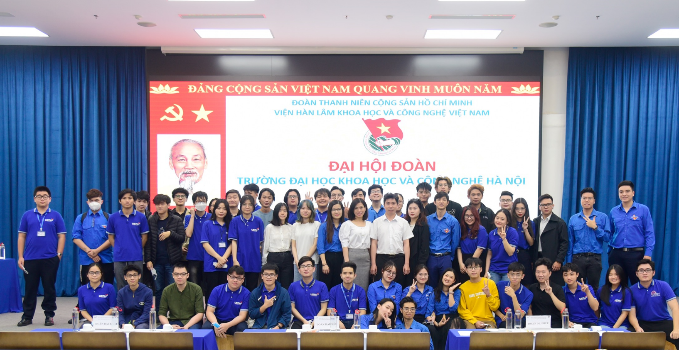 ĐẢNG CỘNG SẢN VIỆT NAM QUANG VINH MUÔN NĂM
ĐOÀN THANH NIÊN CỘNG SẢN HỒ CHÍ MINH
VIỆN HÀN LÂM KHOA HỌC VÀ CÔNG NGHỆ VIỆT NAM
ĐẠI HỘI ĐOÀN
TRƯỜNG ĐẠI HỌC KHOA HỌC VÀ CÔNG NGHỆ HÀ NỘI